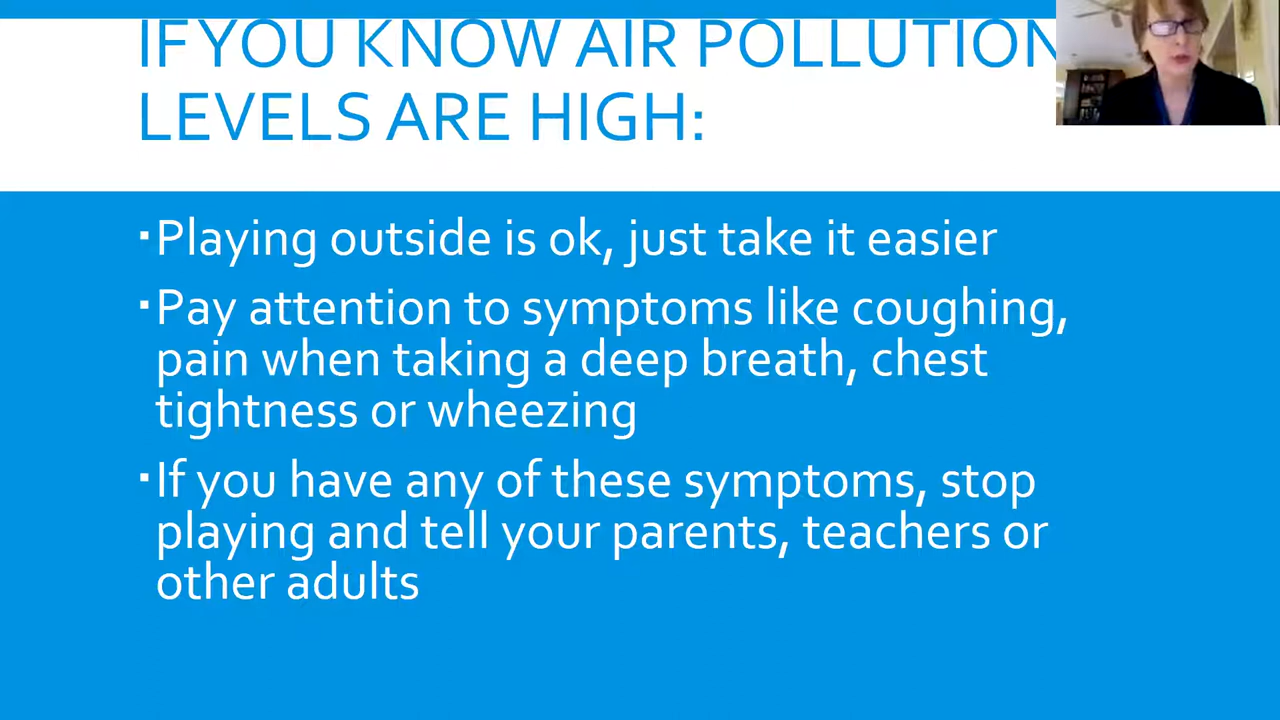 IF YOU KNOW AIR POLLUTION
LEVELS ARE HIGH:
▪Playing outside is ok, just take it easier
▪Pay attention to symptoms like coughing,
pain when taking a deep breath, chest
tightness or wheezing
▪If you have any of these symptoms, stop
playing and tell your parents, teachers or
other adults